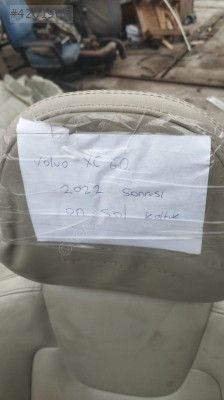 Volvo XC 60
2022 Sonrası
ön sol koltuk